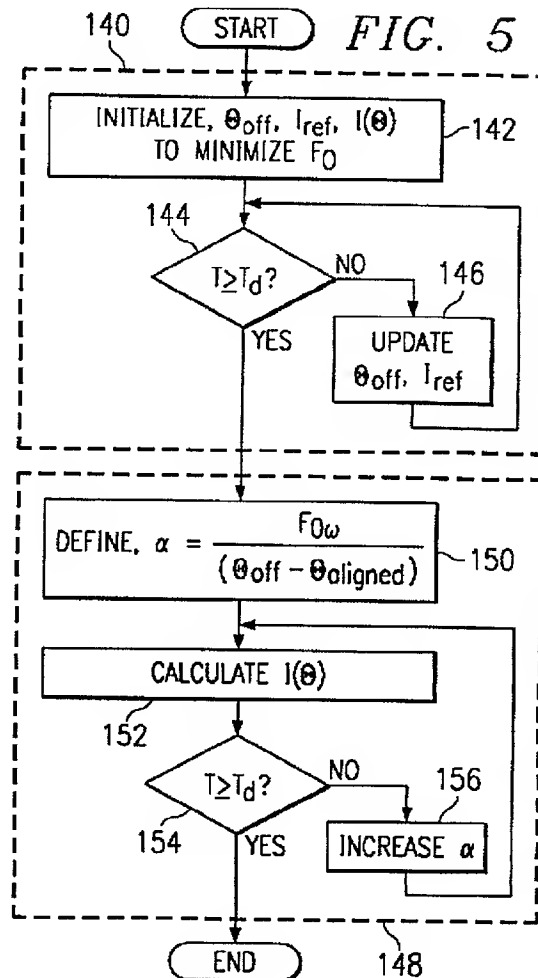 START
FIG. 5
140
INITIALIZE, Θoff, Iref, I(Θ)
TO MINIMIZE F0
142
144
T≥Td?
NO
146
YES
UPDATE
Θoff, Iref
DEFINE, α = F0ω / (Θoff – Θaligned)
150
CALCULATE I(Θ)
152
T≥Td?
NO
156
154
YES
INCREASE α
END
148